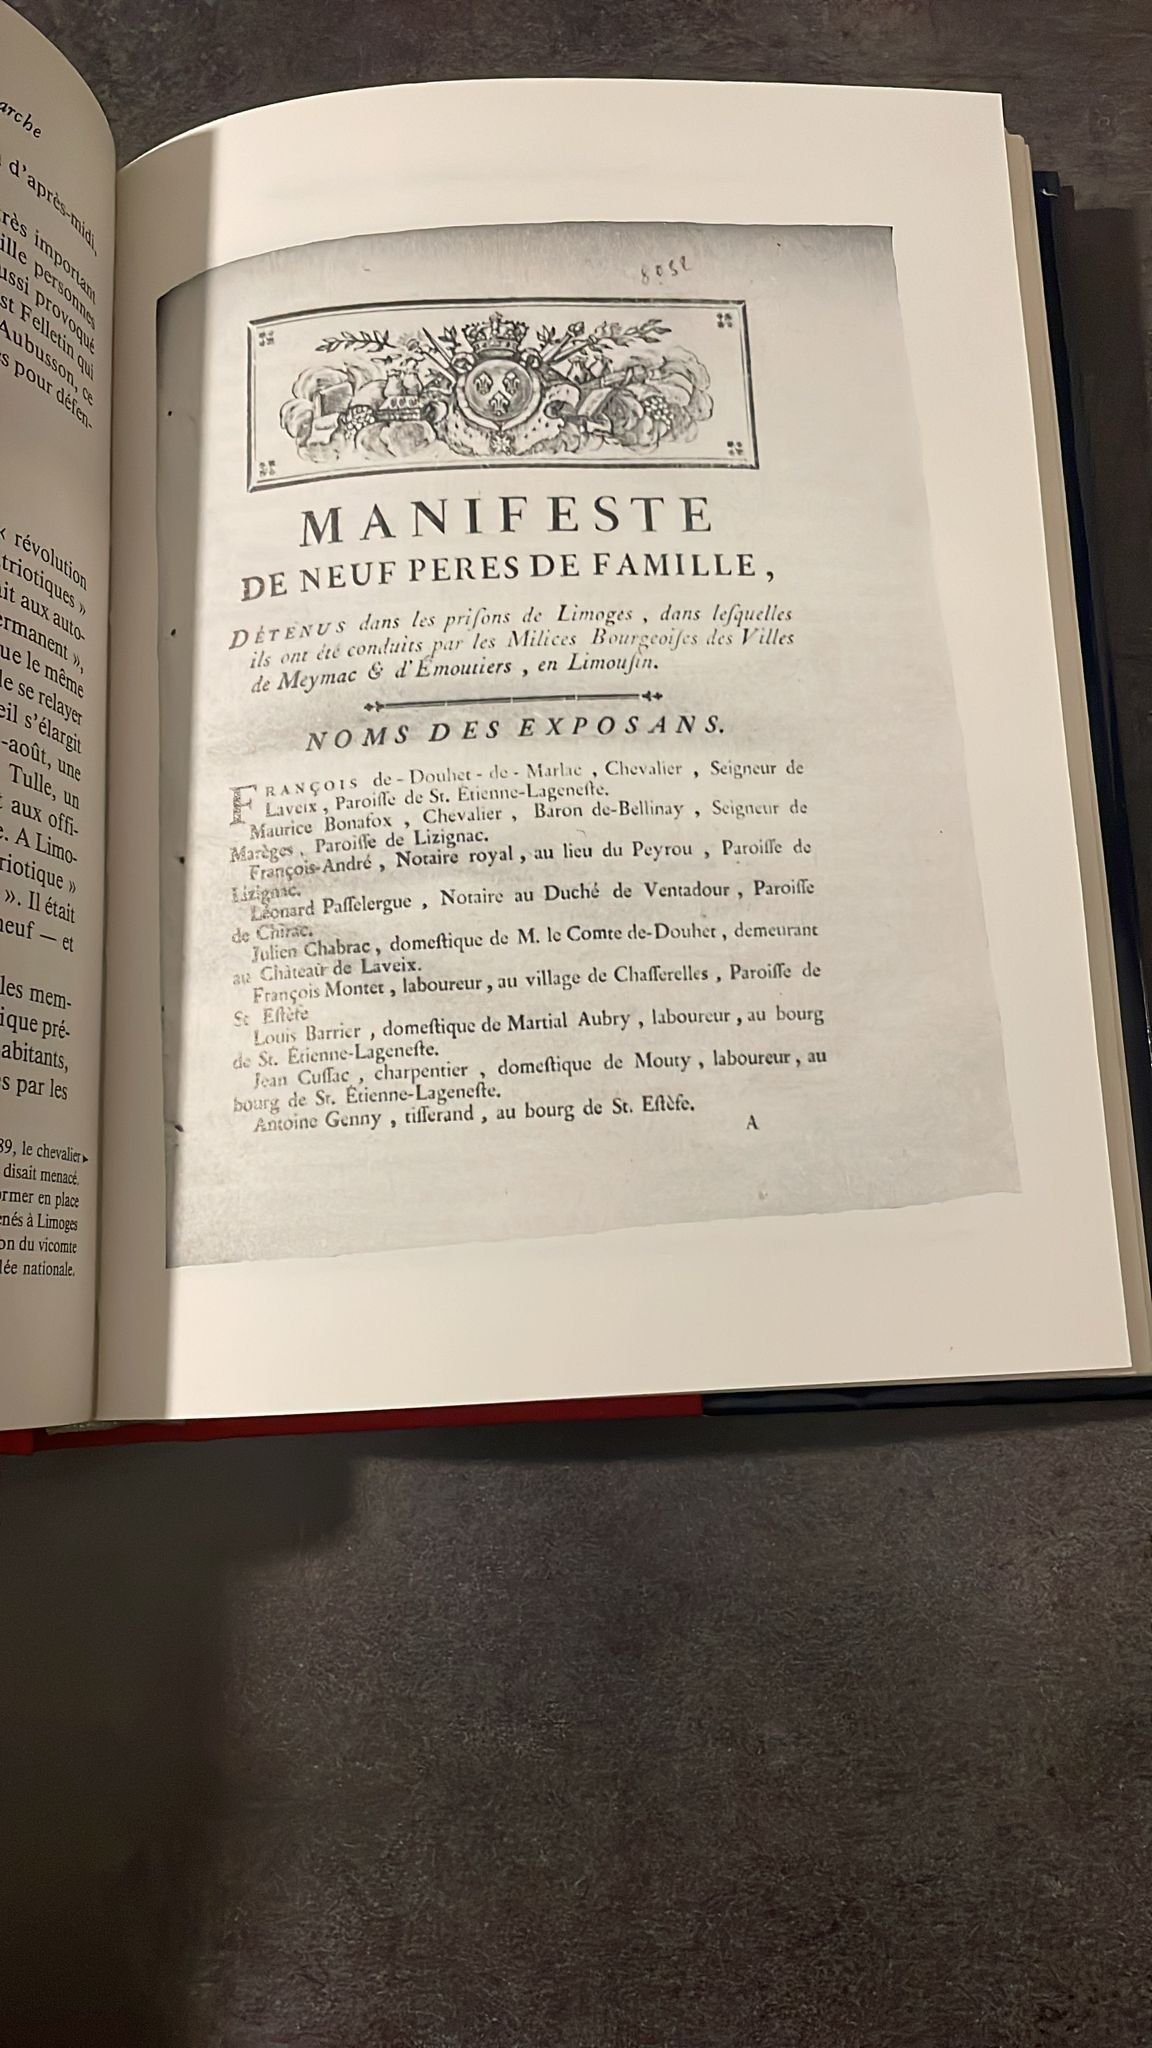 arche
d'après-midi,
rès important
ille personnes
ussi provoqué
st Felletin qui
Aubusson, ce
s pour défen-
« révolution
triotiques »
it aux auto-
ermanent »,
ue le même
le se relayer
eil s'élargit
-août, une
Tulle, un
t aux offi-
e. A Limo-
riotique »
». Il était
neuf — et
les mem-
ique pré-
abitants,
s par les
89, le chevalier▸
disait menacé.
ormer en place
enés à Limoges
on du vicomte
lée nationale.
8052
MANIFESTE
DE NEUF PERES DE FAMILLE,
DÉTENUS dans les priſons de Limoges, dans leſquelles
ils ont été conduits par les Milices Bourgeoiſes des Villes
de Meymac & d'Émoutiers, en Limouſin.
NOMS DES EXPOSANS.
FRANÇOIS de-Douhet-de-Marlac, Chevalier, Seigneur de
Laveix, Paroiſſe de St. Étienne-Lageneſte.
Maurice Bonafox, Chevalier, Baron de-Bellinay, Seigneur de
Marèges, Paroiſſe de Lizignac.
François-André, Notaire royal, au lieu du Peyrou, Paroiſſe de
Lizignac.
Léonard Paſſelergue, Notaire au Duché de Ventadour, Paroiſſe
de Chirac.
Julien Chabrac, domeſtique de M. le Comte de-Douhet, demeurant
au Château de Laveix.
François Montet, laboureur, au village de Chaſſerelles, Paroiſſe de
St Eſtèfe
Louis Barrier, domeſtique de Martial Aubry, laboureur, au bourg
de St. Étienne-Lageneſte.
Jean Cuſſac, charpentier, domeſtique de Mouty, laboureur, au
bourg de St. Étienne-Lageneſte.
Antoine Genny, tiſſerand, au bourg de St. Eſtèfe.
A